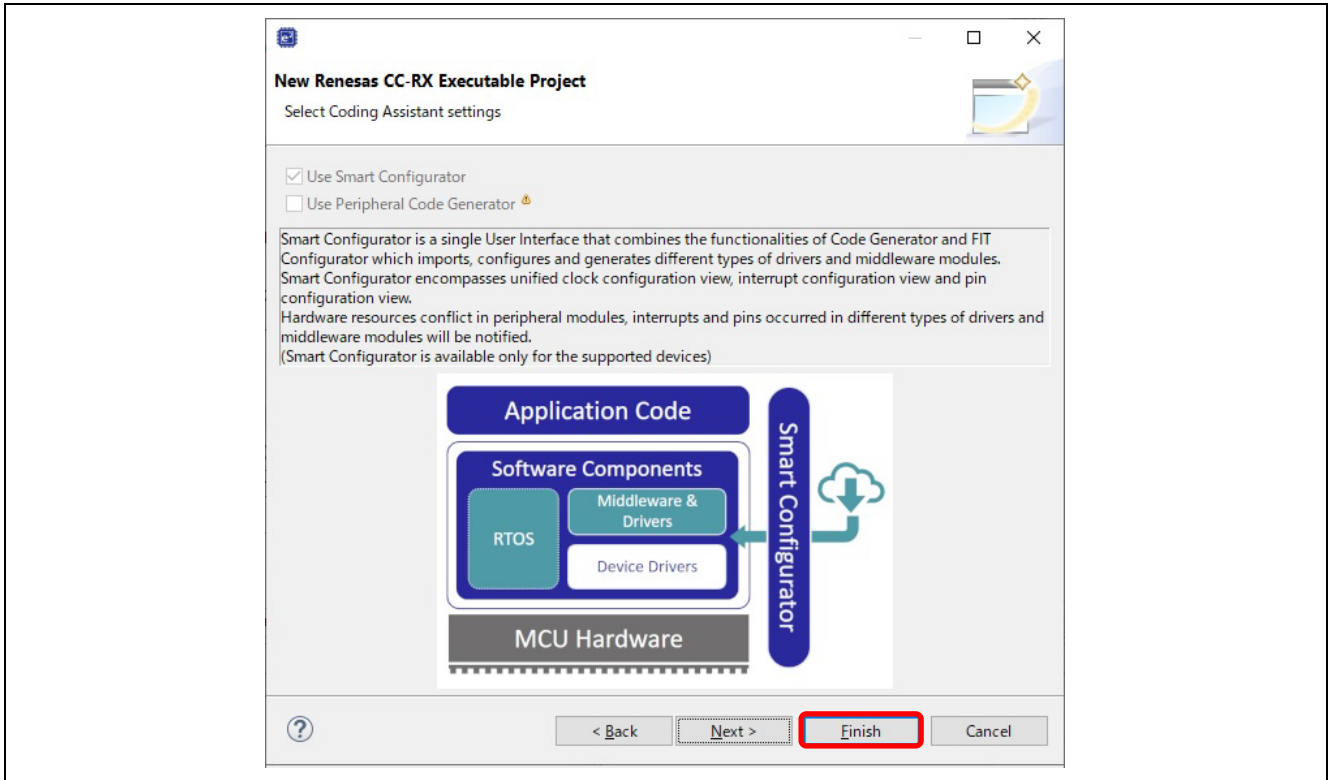 New Renesas CC-RX Executable Project
Select Coding Assistant settings
Use Smart Configurator
Use Peripheral Code Generator
Smart Configurator is a single User Interface that combines the functionalities of Code Generator and FIT
Configurator which imports, configures and generates different types of drivers and middleware modules.
Smart Configurator encompasses unified clock configuration view, interrupt configuration view and pin
configuration view.
Hardware resources conflict in peripheral modules, interrupts and pins occurred in different types of drivers and
middleware modules will be notified.
(Smart Configurator is available only for the supported devices)
Application Code
Software Components
RTOS
Middleware &
Drivers
Device Drivers
MCU Hardware
Smart Configurator
< Back
Next >
Finish
Cancel